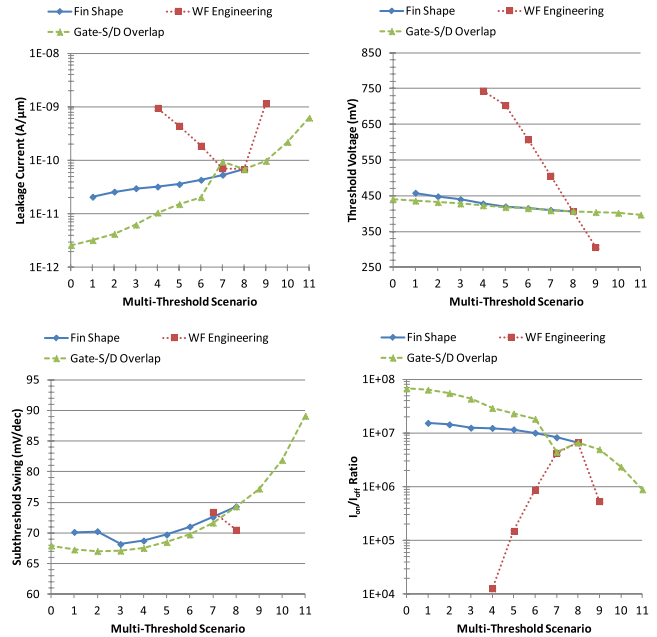 Fin Shape WF Engineering
Gate-S/D Overlap
1E-08
1E-09
1E-10
1E-11
1E-12
Leakage Current (A/µm)
0 1 2 3 4 5 6 7 8 9 10 11
Multi-Threshold Scenario
Fin Shape WF Engineering
Gate-S/D Overlap
850
750
650
550
450
350
250
Threshold Voltage (mV)
0 1 2 3 4 5 6 7 8 9 10 11
Multi-Threshold Scenario
Fin Shape WF Engineering
Gate-S/D Overlap
95
90
85
80
75
70
65
60
Subthreshold Swing (mV/dec)
0 1 2 3 4 5 6 7 8 9 10 11
Multi-Threshold Scenario
Fin Shape WF Engineering
Gate-S/D Overlap
1E+08
1E+07
1E+06
1E+05
1E+04
Ion/Ioff Ratio
0 1 2 3 4 5 6 7 8 9 10 11
Multi-Threshold Scenario